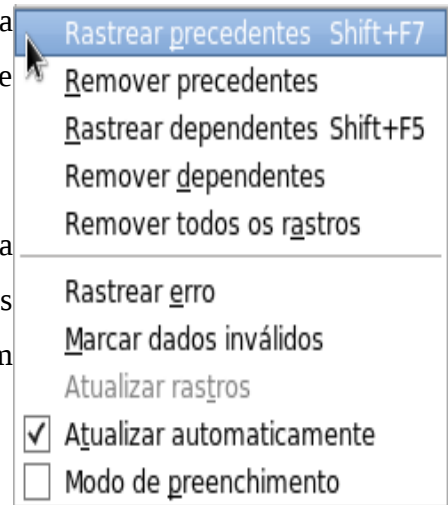 a
Rastrear precedentes Shift+F7
e
Remover precedentes
Rastrear dependentes Shift+F5
Remover dependentes
Remover todos os rastros
a
Rastrear erro
s
Marcar dados inválidos
m
Atualizar rastros
Atualizar automaticamente
Modo de preenchimento